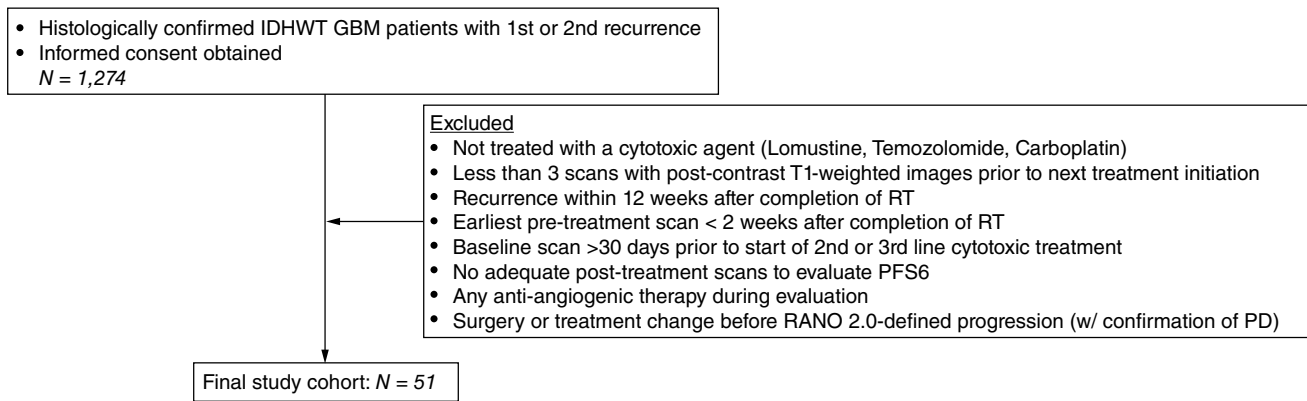 • Histologically confirmed IDHWT GBM patients with 1st or 2nd recurrence
• Informed consent obtained
N = 1,274
Excluded
• Not treated with a cytotoxic agent (Lomustine, Temozolomide, Carboplatin)
• Less than 3 scans with post-contrast T1-weighted images prior to next treatment initiation
• Recurrence within 12 weeks after completion of RT
• Earliest pre-treatment scan < 2 weeks after completion of RT
• Baseline scan >30 days prior to start of 2nd or 3rd line cytotoxic treatment
• No adequate post-treatment scans to evaluate PFS6
• Any anti-angiogenic therapy during evaluation
• Surgery or treatment change before RANO 2.0-defined progression (w/ confirmation of PD)
Final study cohort: N = 51